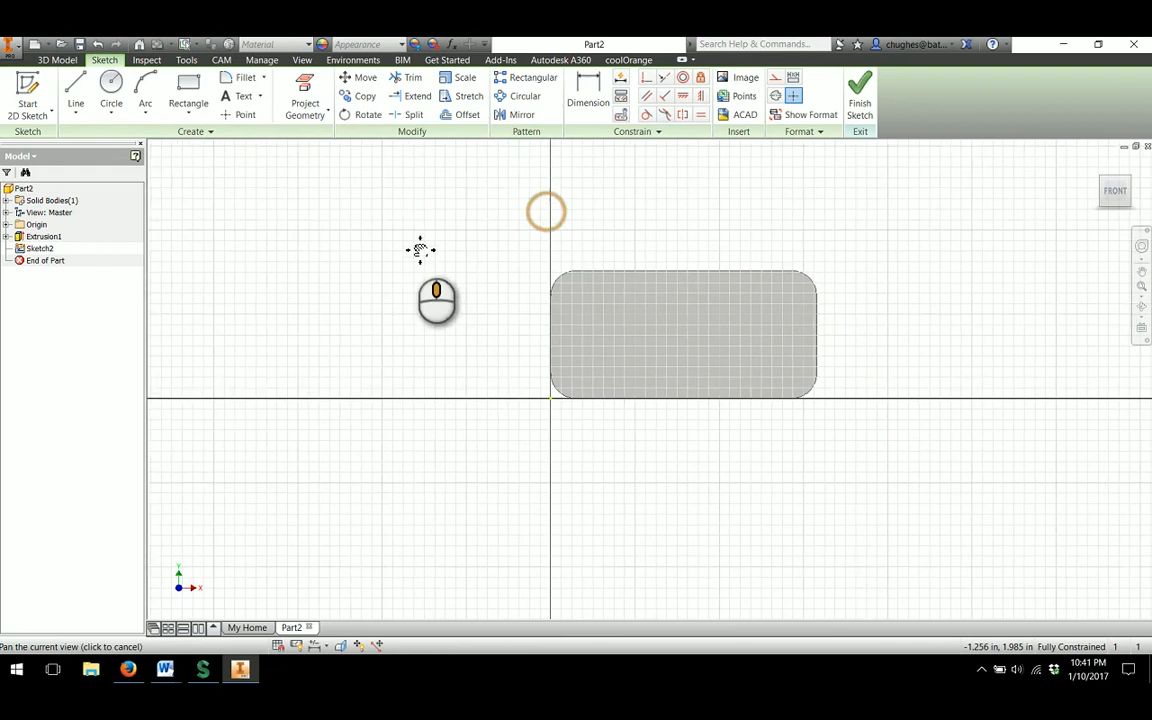 Material
Appearance
Part2
Search Help & Commands...
chughes@bat...
PRO
3D Model
Sketch
Inspect
Tools
CAM
Manage
View
Environments
BIM
Get Started
Add-Ins
Autodesk A360
coolOrange
Start
2D Sketch
Line
Circle
Arc
Rectangle
Fillet
Text
Point
Project
Geometry
Move
Copy
Rotate
Trim
Extend
Split
Scale
Stretch
Offset
Rectangular
Circular
Mirror
Dimension
Image
Points
ACAD
Show Format
Finish
Sketch
Sketch
Create
Modify
Pattern
Constrain
Insert
Format
Exit
Model
Part2
Solid Bodies(1)
View: Master
Origin
Extrusion1
Sketch2
End of Part
FRONT
Y
X
My Home
Part2
Pan the current view (click to cancel)
-1.256 in, 1.985 in Fully Constrained 1 1
10:41 PM
1/10/2017